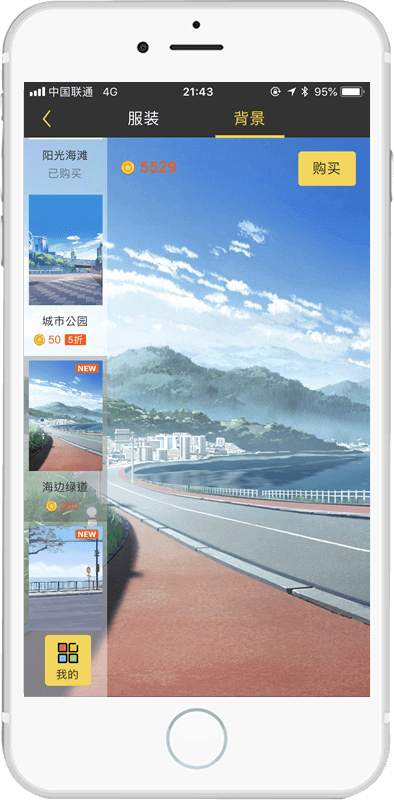 中国联通 4G 21:43 95%
服装 背景
阳光海滩
已购买
5529
购买
城市公园
50 5折
NEW
海边绿道
NEW
我的